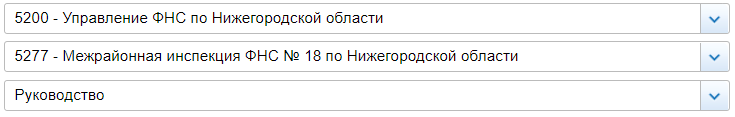 5200 - Управление ФНС по Нижегородской области
5277 - Межрайонная инспекция ФНС № 18 по Нижегородской области
Руководство